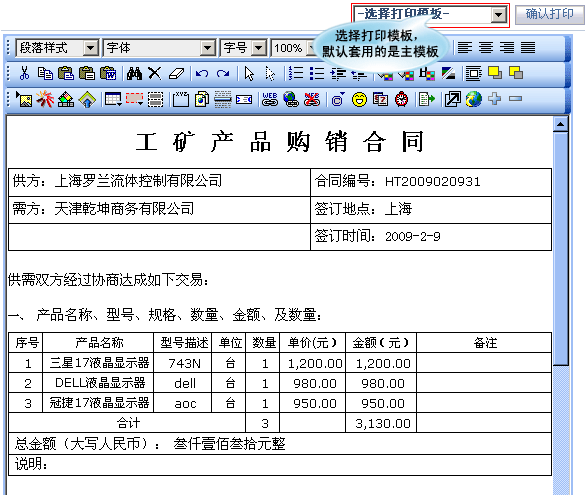 -选择打印模板-
确认打印
选择打印模板，
默认套用的是主模板
段落样式 字体 字号 100%
工 矿 产 品 购 销 合 同
供方：上海罗兰流体控制有限公司 合同编号：HT2009020931
需方：天津乾坤商务有限公司 签订地点：上海
签订时间：2009-2-9
供需双方经过协商达成如下交易：
一、 产品名称、型号、规格、数量、金额、及数量：
序号 产品名称 型号描述 单位 数量 单价(元) 金额（元） 备注
1 三星17液晶显示器 743N 台 1 1,200.00 1,200.00
2 DELL液晶显示器 dell 台 1 980.00 980.00
3 冠捷17液晶显示器 aoc 台 1 950.00 950.00
合计 3 3,130.00
总金额（大写人民币）： 叁仟壹佰叁拾元整
说明：